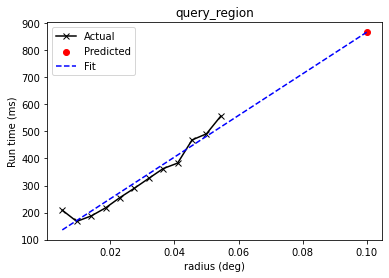 query_region
Actual
Predicted
Fit
Run time (ms)
900
800
700
600
500
400
300
200
100
0.02
0.04
0.06
0.08
0.10
radius (deg)